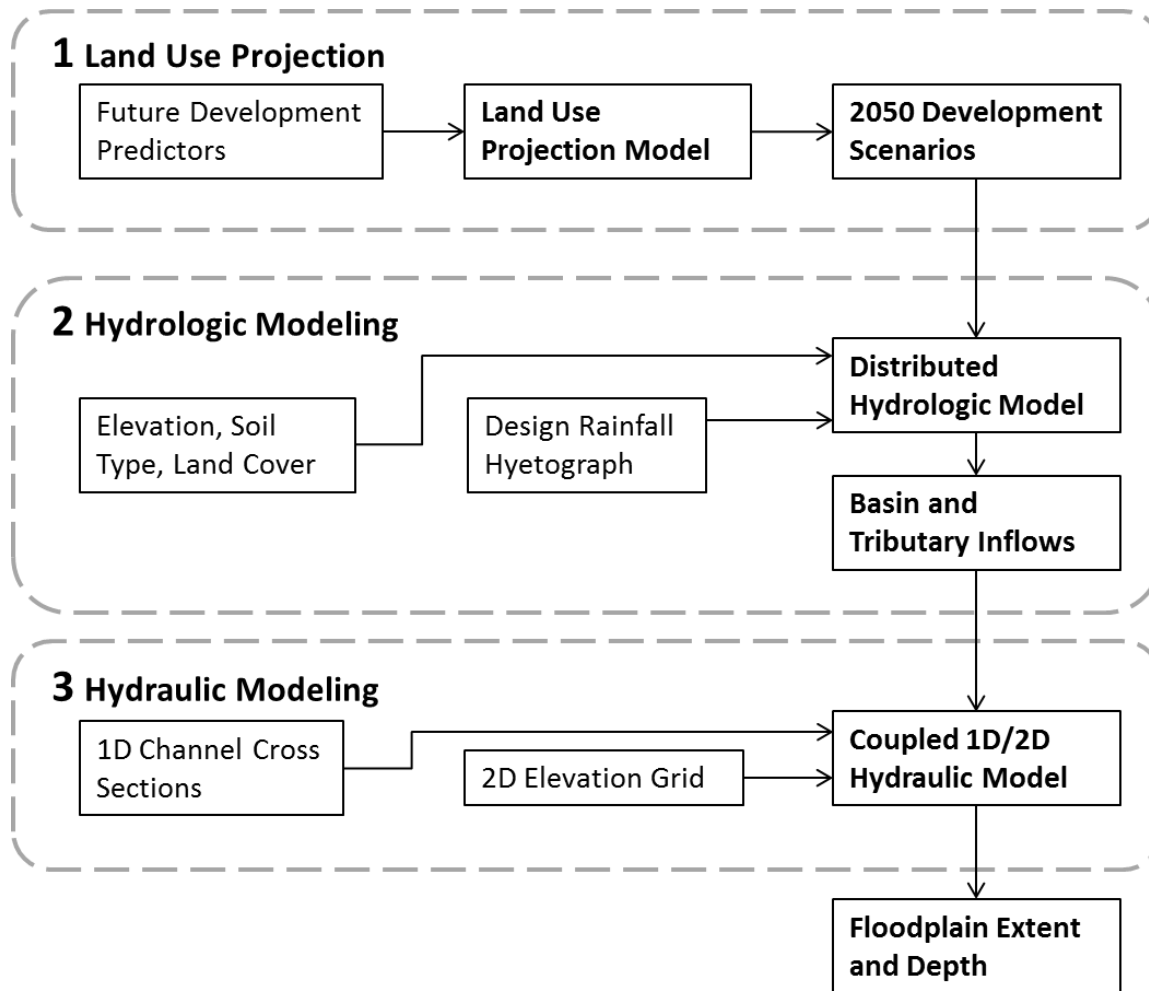 1 Land Use Projection
Future Development
Predictors
Land Use
Projection Model
2050 Development
Scenarios
2 Hydrologic Modeling
Elevation, Soil
Type, Land Cover
Design Rainfall
Hyetograph
Distributed
Hydrologic Model
Basin and
Tributary Inflows
3 Hydraulic Modeling
1D Channel Cross
Sections
2D Elevation Grid
Coupled 1D/2D
Hydraulic Model
Floodplain Extent
and Depth